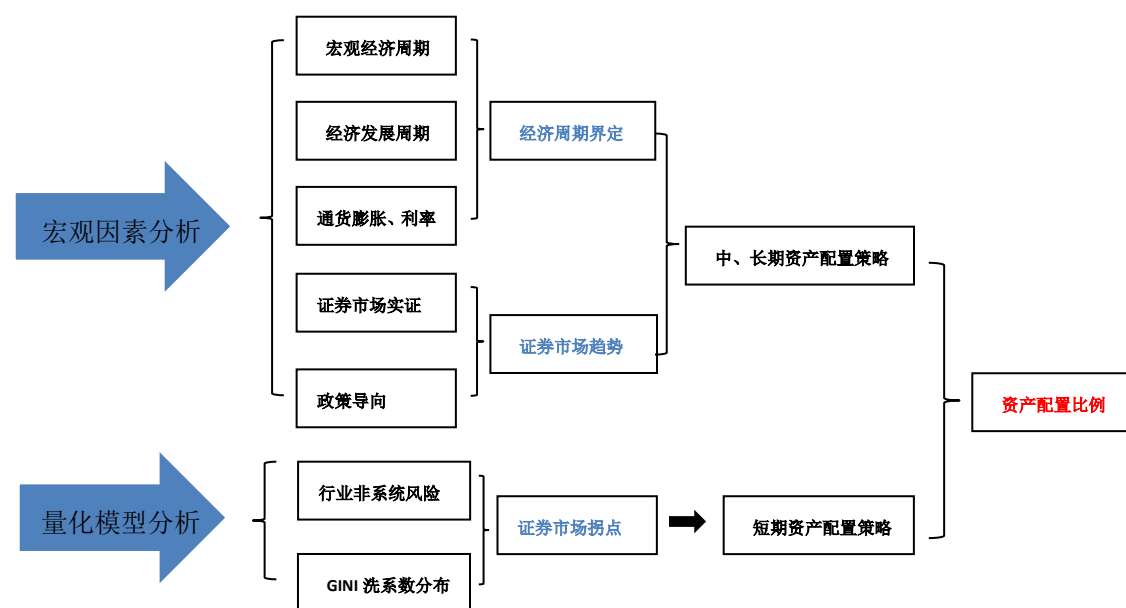 宏观因素分析
宏观经济周期
经济发展周期
通货膨胀、利率
证券市场实证
政策导向
经济周期界定
证券市场趋势
中、长期资产配置策略
量化模型分析
行业非系统风险
GINI 洗系数分布
证券市场拐点
短期资产配置策略
资产配置比例